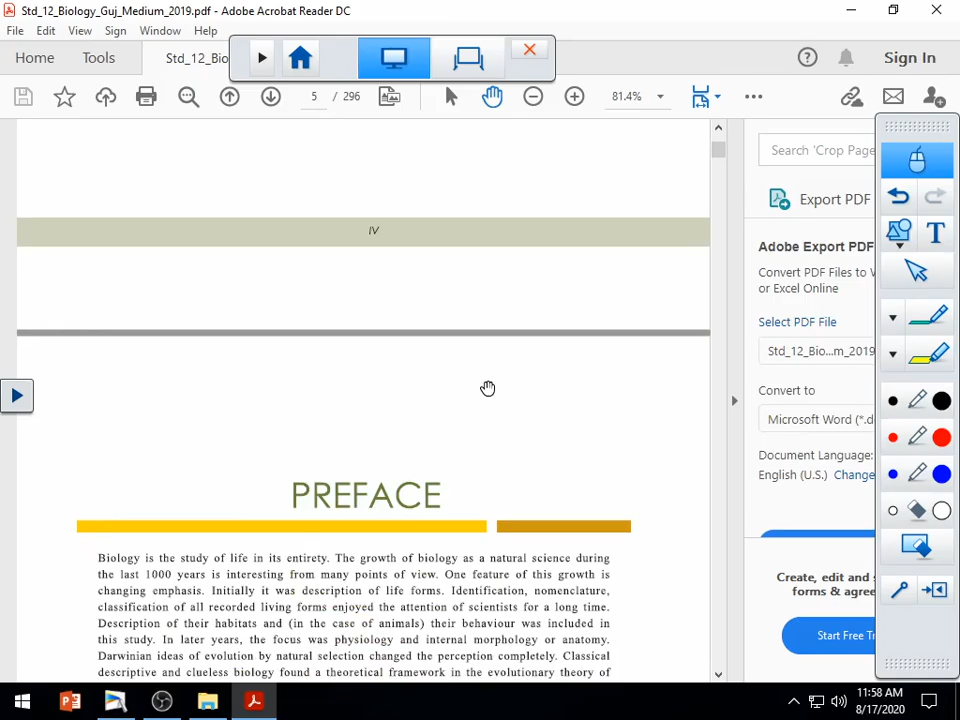 Std_12_Biology_Guj_Medium_2019.pdf - Adobe Acrobat Reader DC
File Edit View Sign Window Help
Home Tools Std_12_Bio Sign In
5 / 296 81.4%
Search 'Crop Page
Export PDF
Adobe Export PDF
Convert PDF Files to W
or Excel Online
Select PDF File
Std_12_Bio...m_2019
Convert to
Microsoft Word (*.d
Document Language:
English (U.S.) Change
Create, edit and s
forms & agree
Start Free Tr
T
IV
PREFACE
Biology is the study of life in its entirety. The growth of biology as a natural science during
the last 1000 years is interesting from many points of view. One feature of this growth is
changing emphasis. Initially it was description of life forms. Identification, nomenclature,
classification of all recorded living forms enjoyed the attention of scientists for a long time.
Description of their habitats and (in the case of animals) their behaviour was included in
this study. In later years, the focus was physiology and internal morphology or anatomy.
Darwinian ideas of evolution by natural selection changed the perception completely. Classical
descriptive and clueless biology found a theoretical framework in the evolutionary theory of
11:58 AM
8/17/2020